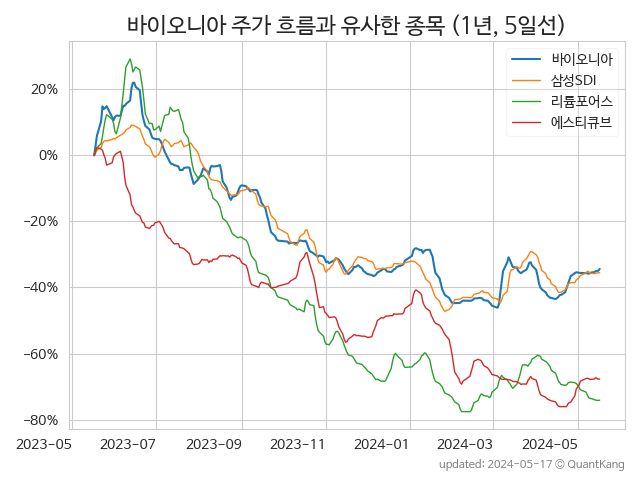 바이오니아 주가 흐름과 유사한 종목 (1년, 5일선)
바이오니아
삼성SDI
리튬포어스
에스티큐브
20%
0%
−20%
−40%
−60%
−80%
2023-05 2023-07 2023-09 2023-11 2024-01 2024-03 2024-05
updated: 2024-05-17 © QuantKang